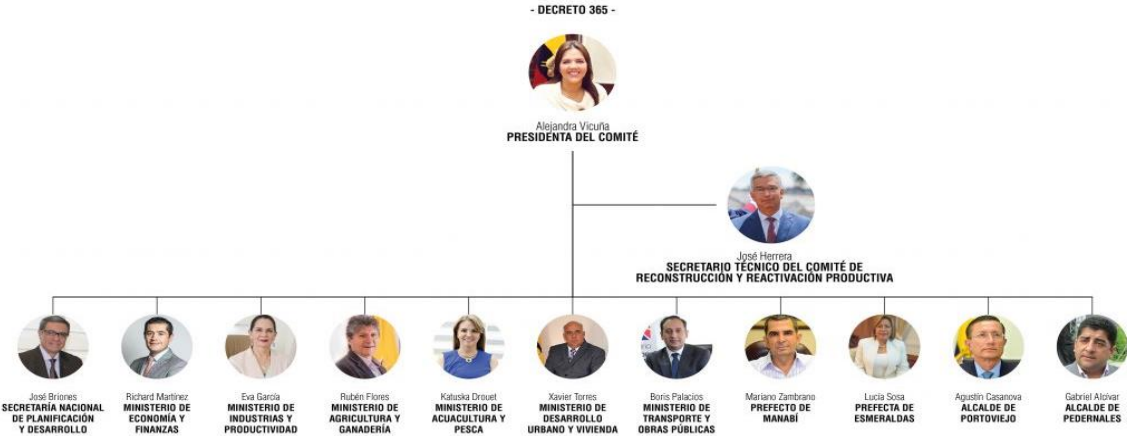 - DECRETO 365 -
Alejandra Vicuña
PRESIDENTA DEL COMITÉ
José Herrera
SECRETARIO TÉCNICO DEL COMITÉ DE
RECONSTRUCCIÓN Y REACTIVACIÓN PRODUCTIVA
José Briones
SECRETARÍA NACIONAL
DE PLANIFICACIÓN
Y DESARROLLO
Richard Martínez
MINISTERIO DE
ECONOMÍA Y
FINANZAS
Eva García
MINISTERIO DE
INDUSTRIAS Y
PRODUCTIVIDAD
Rubén Flores
MINISTERIO DE
AGRICULTURA Y
GANADERÍA
Katuska Drouet
MINISTERIO DE
ACUACULTURA Y
PESCA
Xavier Torres
MINISTERIO DE
DESARROLLO
URBANO Y VIVIENDA
Boris Palacios
MINISTERIO DE
TRANSPORTE Y
OBRAS PÚBLICAS
Mariano Zambrano
PREFECTO DE
MANABÍ
Lucía Sosa
PREFECTA DE
ESMERALDAS
Agustín Casanova
ALCALDE DE
PORTOVIEJO
Gabriel Alcívar
ALCALDE DE
PEDERNALES